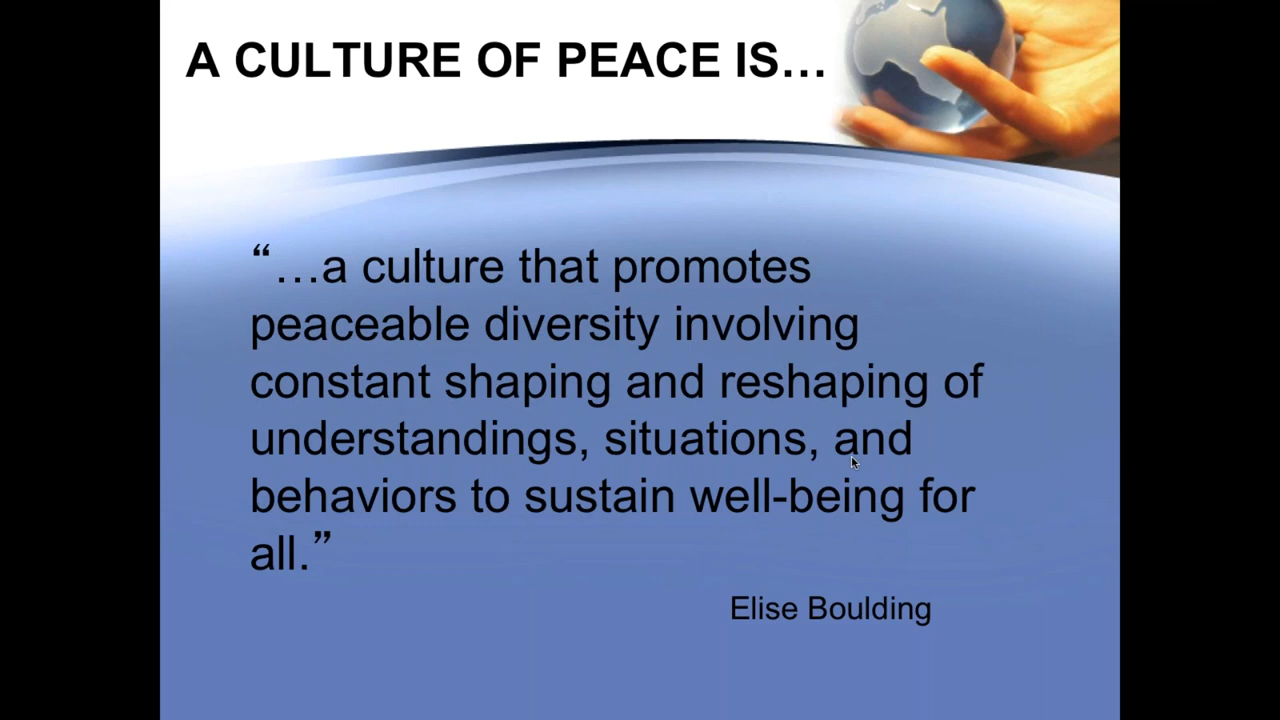 A CULTURE OF PEACE IS…
“…a culture that promotes
peaceable diversity involving
constant shaping and reshaping of
understandings, situations, and
behaviors to sustain well-being for
all.”
Elise Boulding